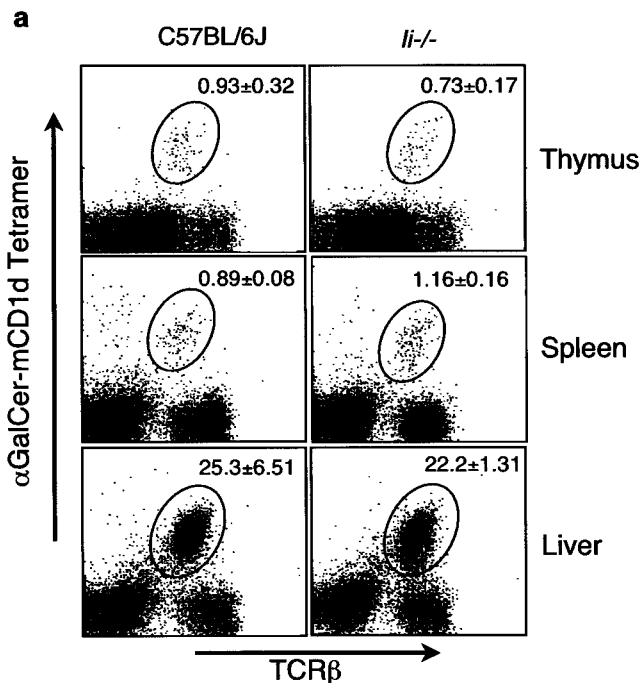 a
C57BL/6J
Ii-/-
0.93±0.32
0.73±0.17
Thymus
0.89±0.08
1.16±0.16
Spleen
25.3±6.51
22.2±1.31
Liver
αGalCer-mCD1d Tetramer
TCRβ